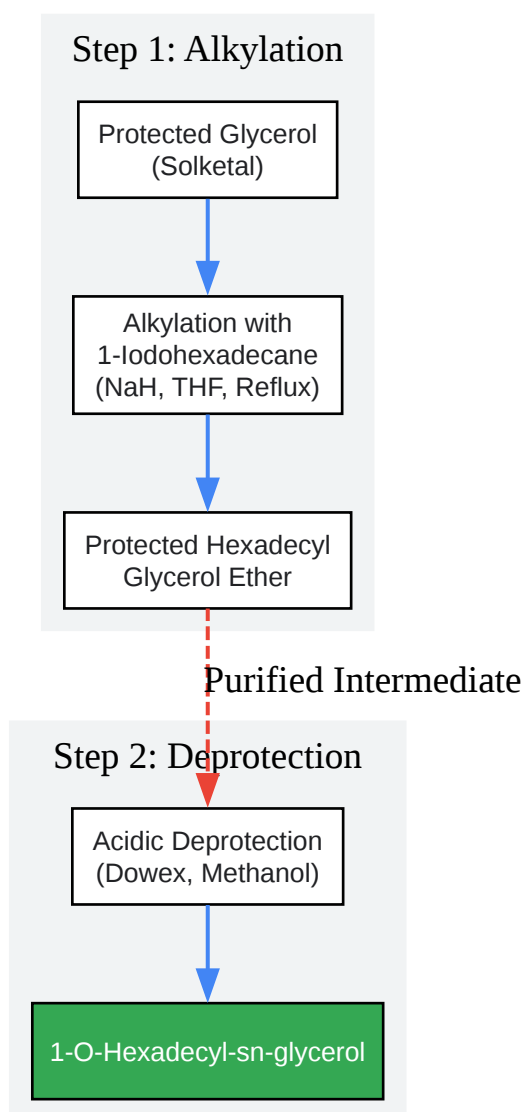 Step 1: Alkylation
Protected Glycerol
(Solketal)
Alkylation with
1-Iodohexadecane
(NaH, THF, Reflux)
Protected Hexadecyl
Glycerol Ether
Purified Intermediate
Step 2: Deprotection
Acidic Deprotection
(Dowex, Methanol)
1-O-Hexadecyl-sn-glycerol